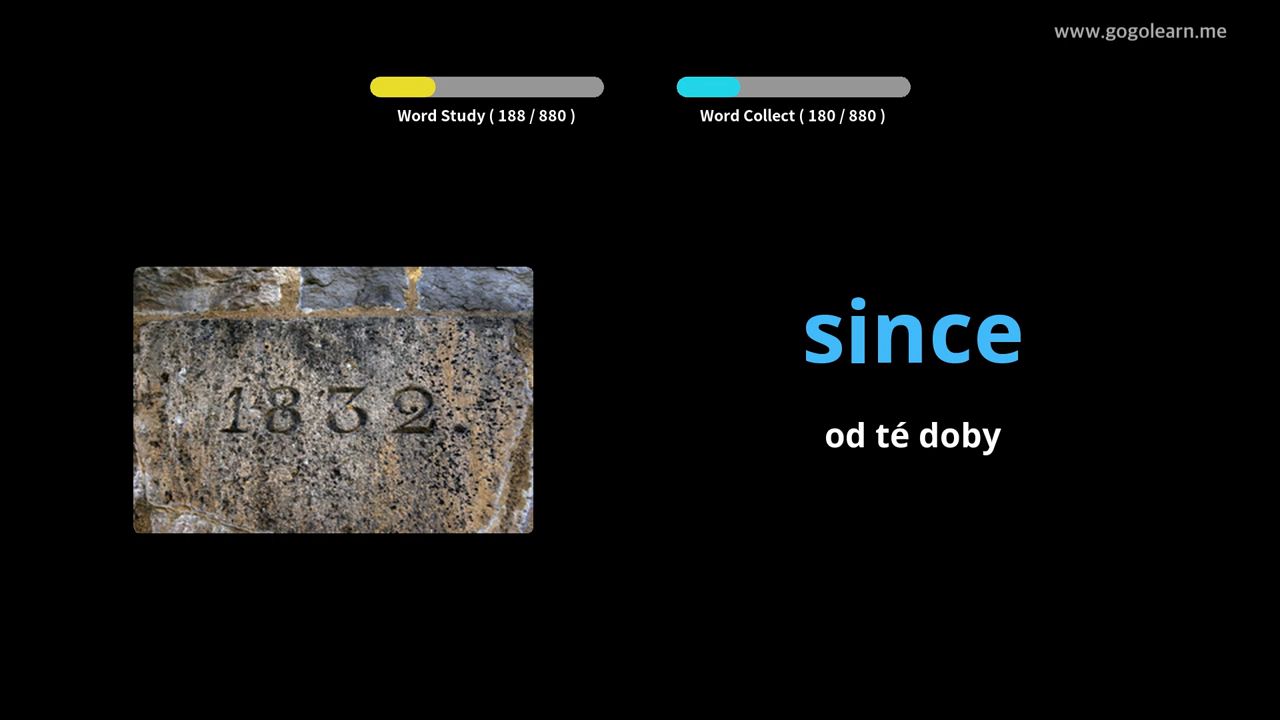 www.gogolearn.me
Word Study ( 188 / 880 )
Word Collect ( 180 / 880 )
1832.
since
od té doby